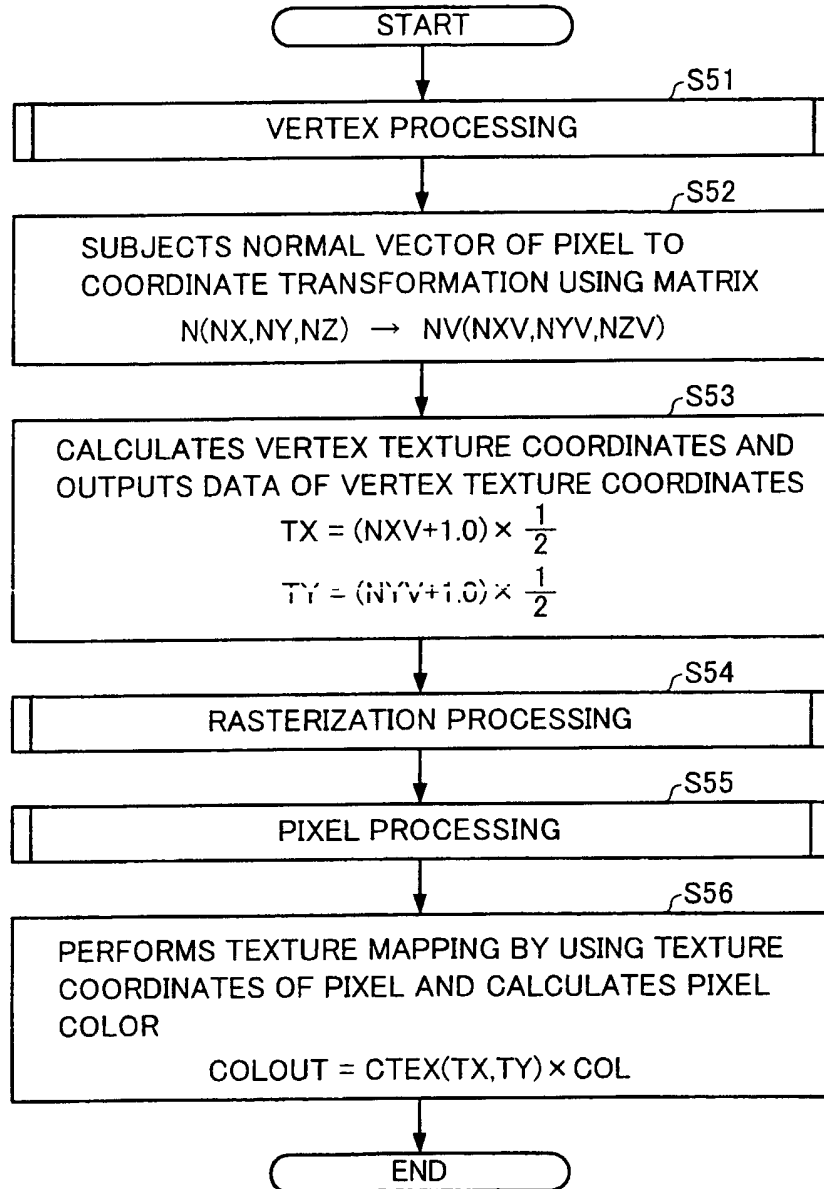 START
S51
VERTEX PROCESSING
S52
SUBJECTS NORMAL VECTOR OF PIXEL TO
COORDINATE TRANSFORMATION USING MATRIX
N(NX,NY,NZ) → NV(NXV,NYV,NZV)
S53
CALCULATES VERTEX TEXTURE COORDINATES AND
OUTPUTS DATA OF VERTEX TEXTURE COORDINATES
TX = (NXV+1.0) × 1/2
TY = (NYV+1.0) × 1/2
S54
RASTERIZATION PROCESSING
S55
PIXEL PROCESSING
S56
PERFORMS TEXTURE MAPPING BY USING TEXTURE
COORDINATES OF PIXEL AND CALCULATES PIXEL
COLOR
COLOUT = CTEX(TX,TY) × COL
END